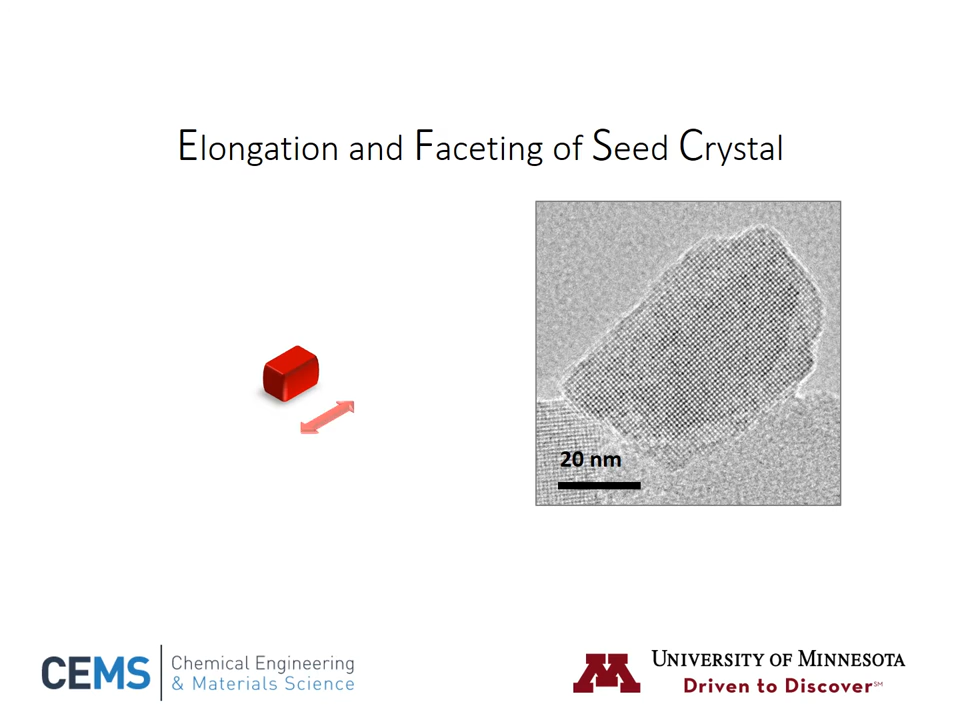 Elongation and Faceting of Seed Crystal
20 nm
CEMS
Chemical Engineering
& Materials Science
M
UNIVERSITY OF MINNESOTA
Driven to Discover℠